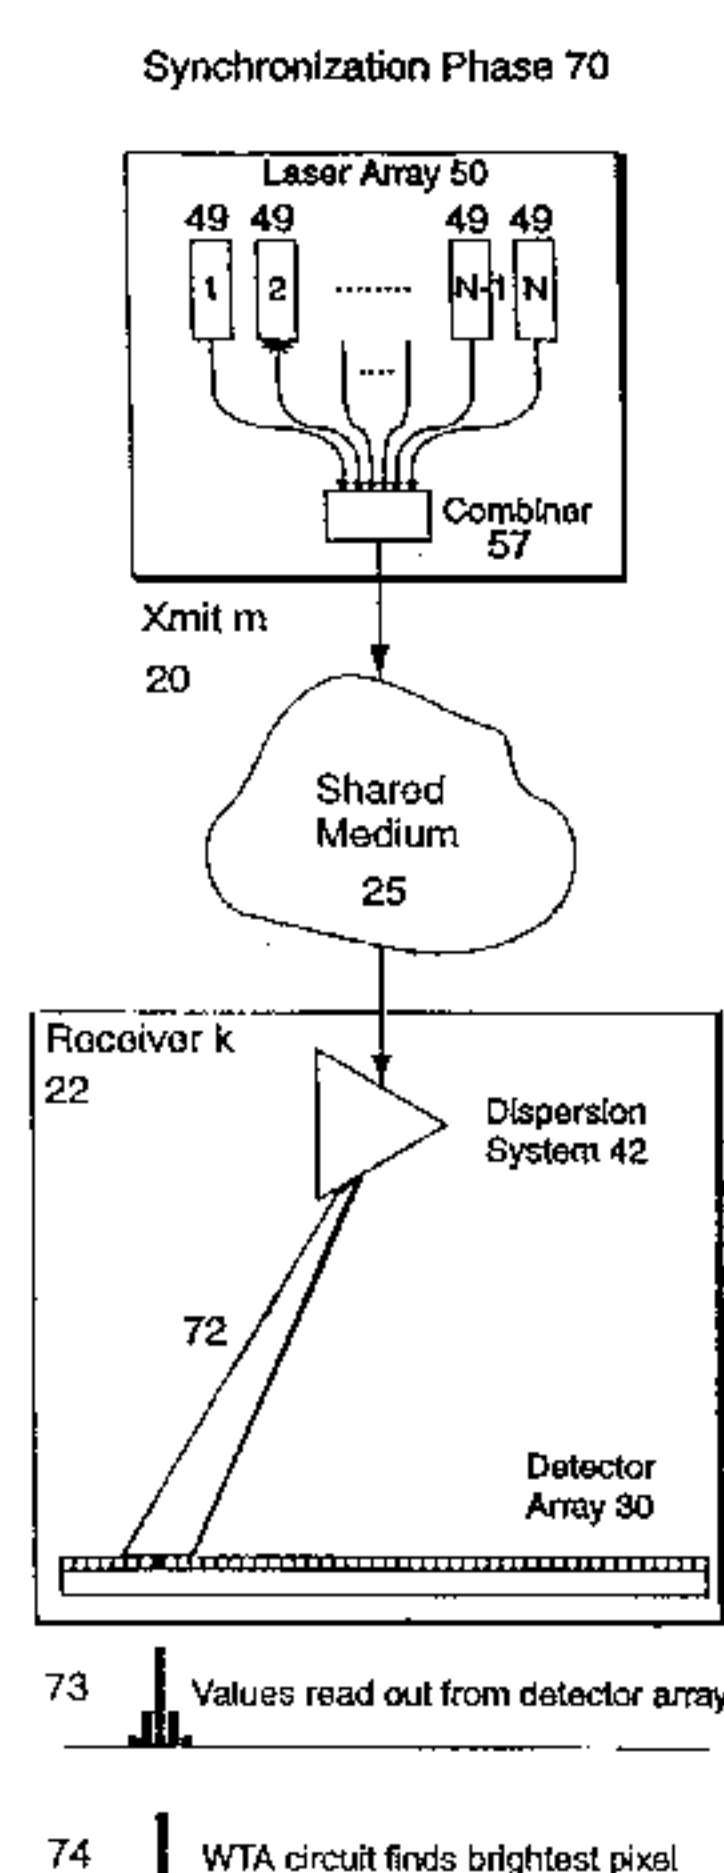 Synchronization Phase 70
Laser Array 50
49 49 49 49
1 2 ........ N-1 N
....
Combiner
57
Xmit m
20
Shared
Medium
25
Receiver k
22
Dispersion
System 42
72
Detector
Array 30
73 Values read out from detector array
74 WTA circuit finds brightest pixel